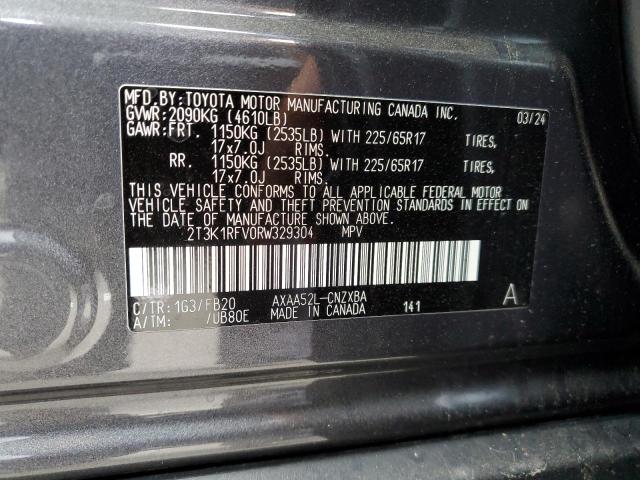 MFD.BY:TOYOTA MOTOR MANUFACTURING CANADA INC. 03/24
GVWR:2090KG (4610LB)
GAWR:FRT. 1150KG (2535LB) WITH 225/65R17 TIRES,
17x7.0J RIMS.
RR. 1150KG (2535LB) WITH 225/65R17 TIRES,
17x7.0J RIMS.
THIS VEHICLE CONFORMS TO ALL APPLICABLE FEDERAL MOTOR
VEHICLE SAFETY AND THEFT PREVENTION STANDARDS IN EFFECT ON
THE DATE OF MANUFACTURE SHOWN ABOVE.
2T3K1RFV0RW329304 MPV
C/TR:1G3/FB20 AXAA52L-CNZXBA 141 A
A/TM: /UB80E MADE IN CANADA